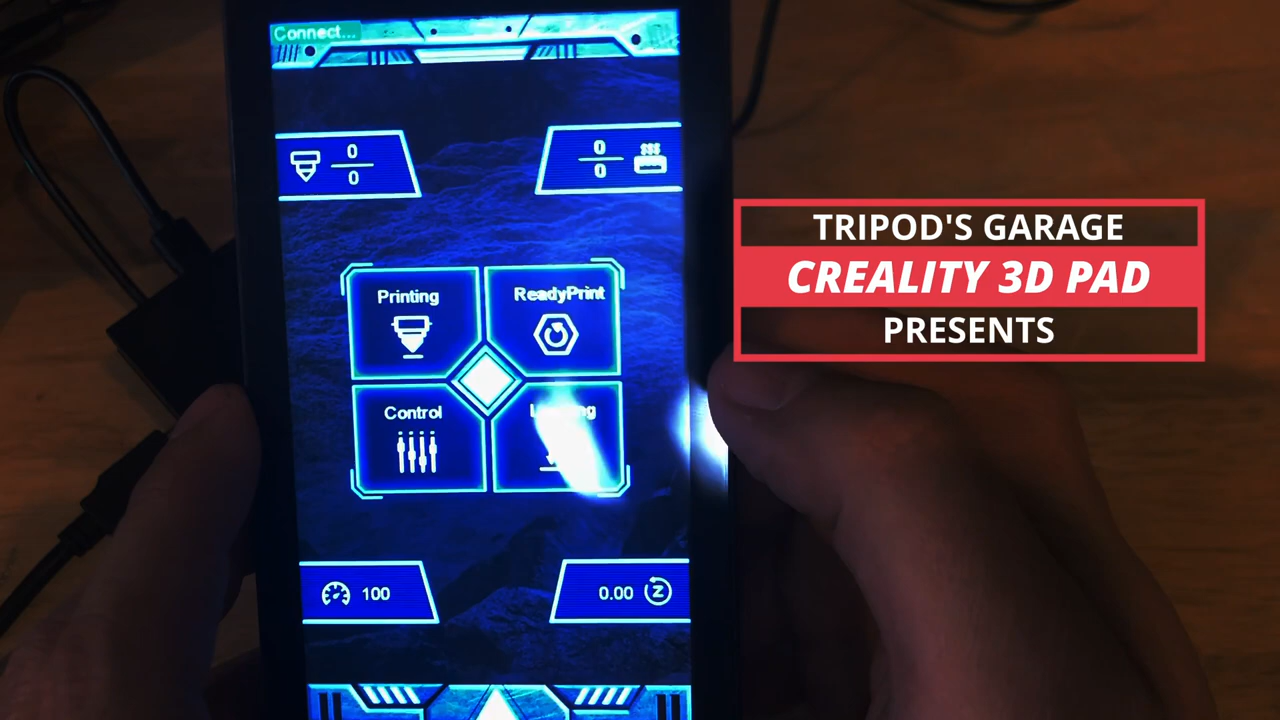 Connect...
0
0
0
0
Printing
ReadyPrint
Control
100
0.00
Z
TRIPOD'S GARAGE
CREALITY 3D PAD
PRESENTS